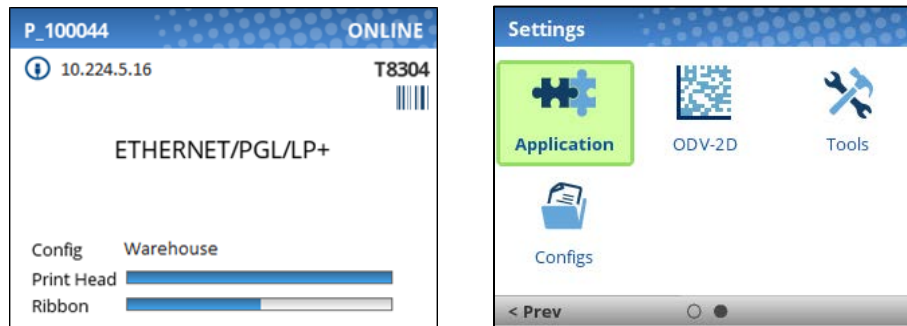 P_100044 ONLINE
10.224.5.16 T8304
ETHERNET/PGL/LP+
Config Warehouse
Print Head
Ribbon
Settings
Application ODV-2D Tools
Configs
< Prev